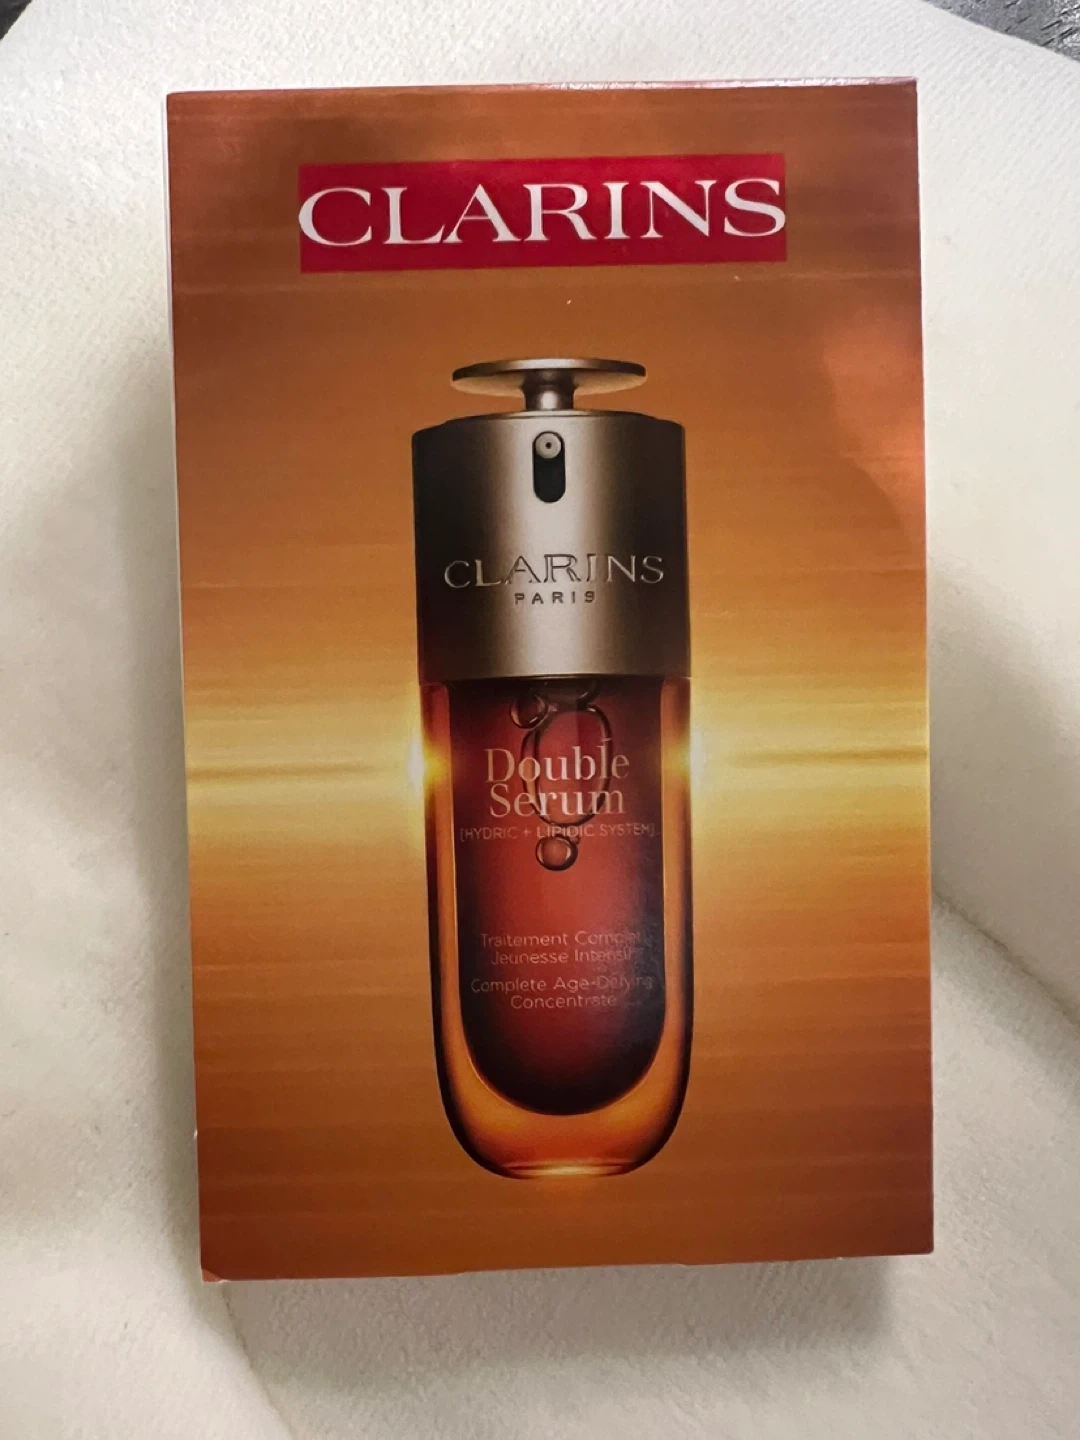 CLARINS
CLARINS
PARIS
Double
Serum
[HYDRIC + LIPIDIC SYSTEM]
Traitement Complet
Jeunesse Intensif
Complete Age-Defying
Concentrate